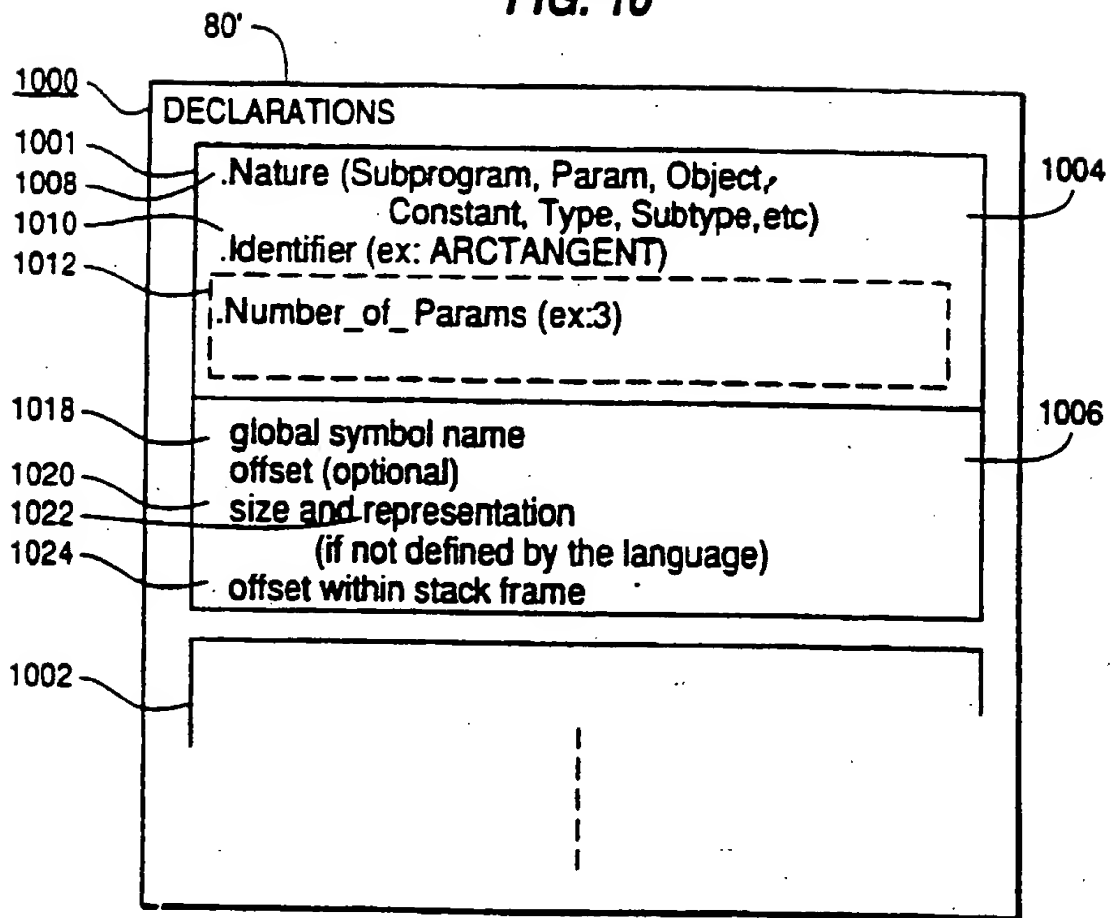 FIG. 10
80'
1000
DECLARATIONS
1001
1008
.Nature (Subprogram, Param, Object,
Constant, Type, Subtype,etc)
1004
1010
.Identifier (ex: ARCTANGENT)
1012
.Number_of_Params (ex:3)
1018
global symbol name
1006
offset (optional)
1020
size and representation
1022
(if not defined by the language)
1024
offset within stack frame
1002